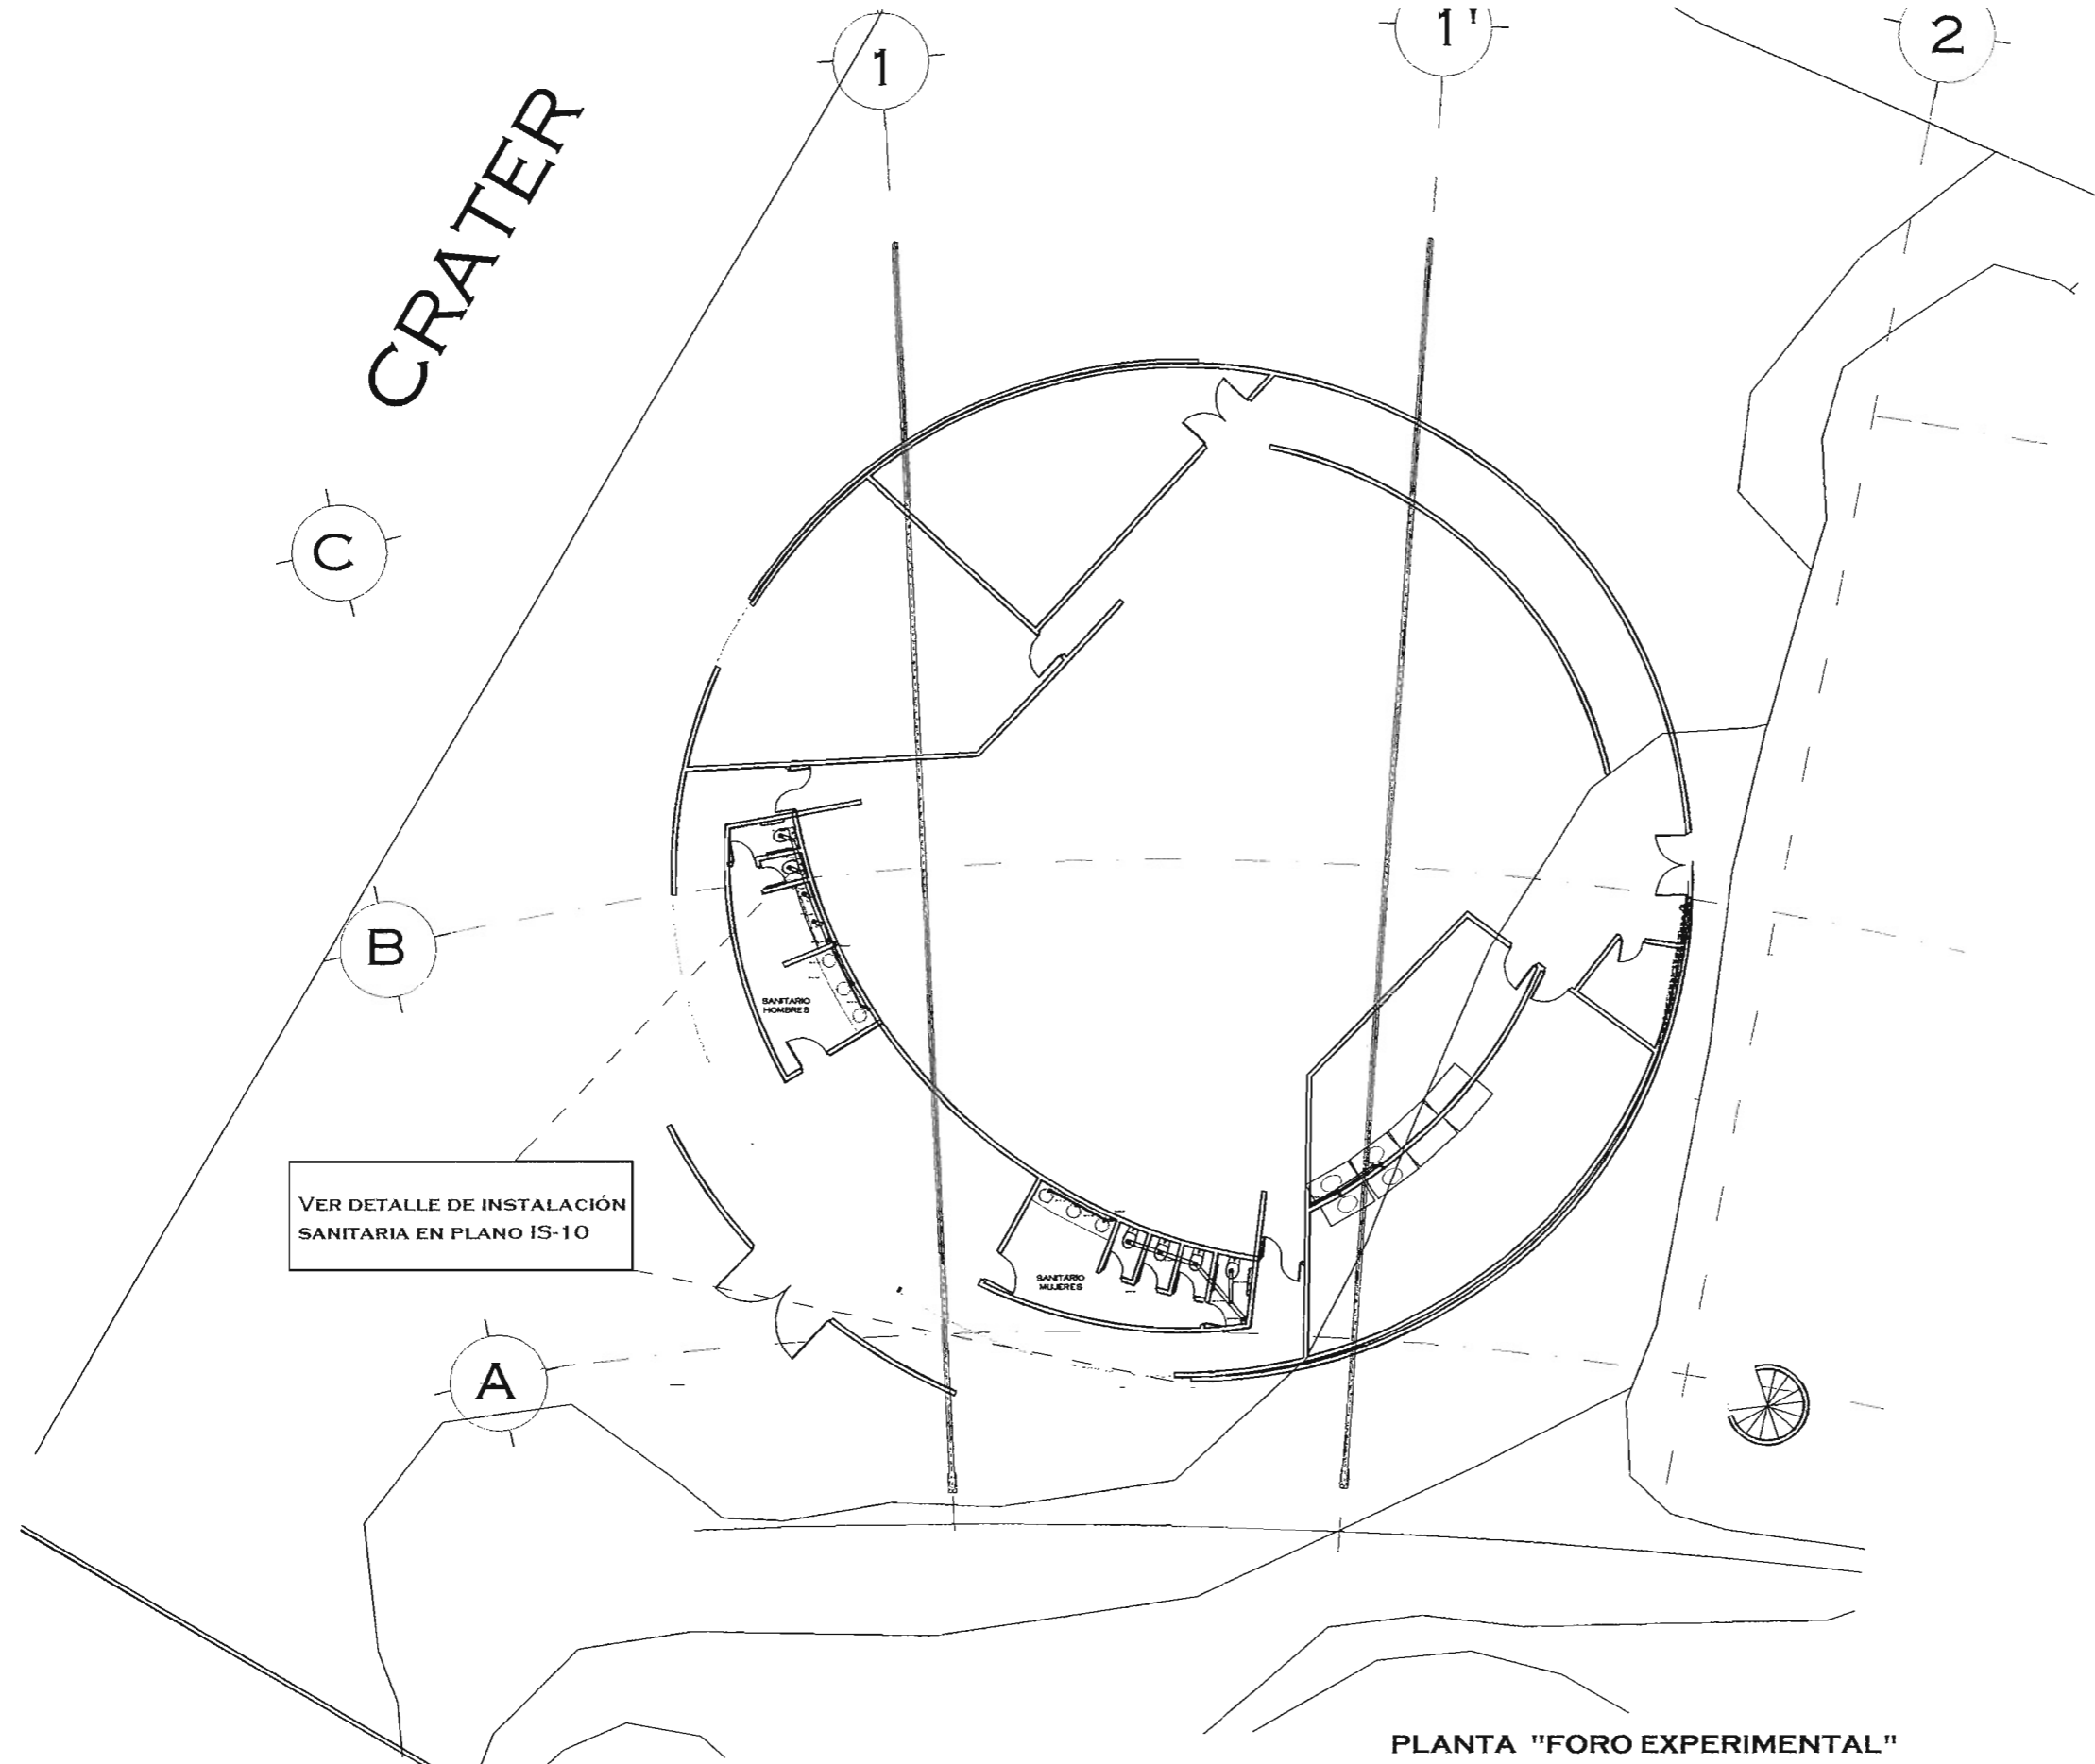 1
1'
2
CRATER
C
B
SANITARIO
HOMBRES
VER DETALLE DE INSTALACIÓN
SANITARIA EN PLANO IS-10
SANITARIO
MUJERES
A
PLANTA "FORO EXPERIMENTAL"